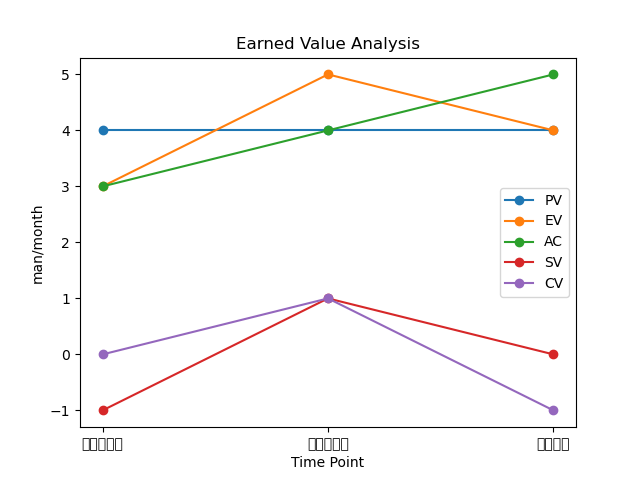 Earned Value Analysis
5
4
3
2
1
0
−1
man/month
PV
EV
AC
SV
CV
Time Point